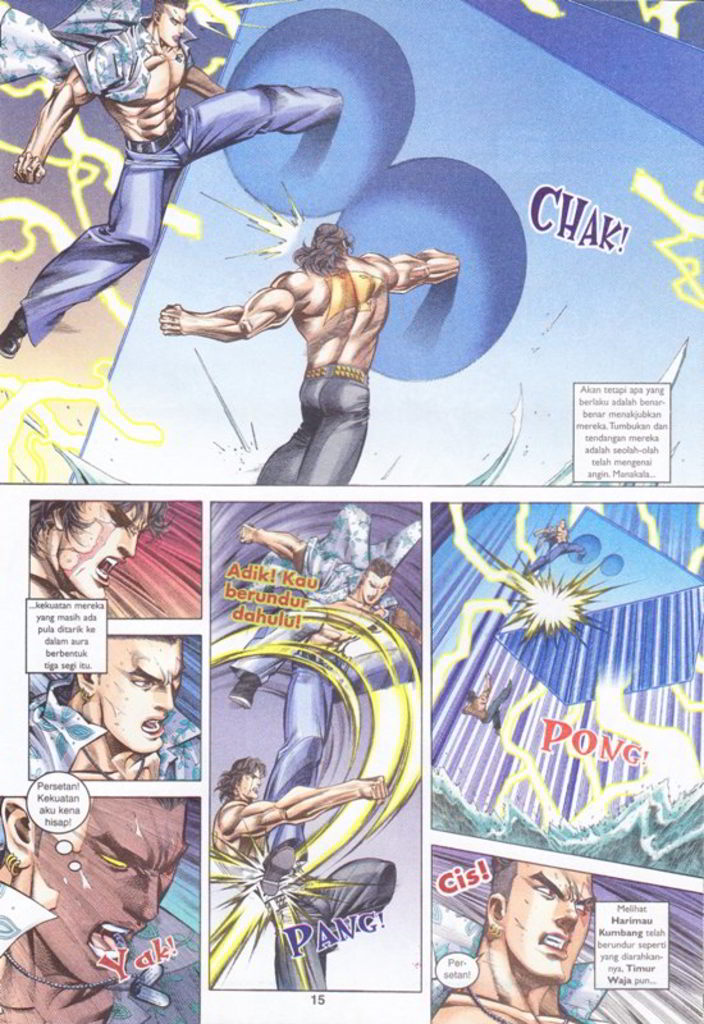 CHAK!
Akan tetapi apa yang
berlaku adalah benar-
benar menakjubkan
mereka. Tumbukan dan
tendangan mereka
adalah seolah-olah
telah mengenai
angin. Manakala...
...kekuatan mereka
yang masih ada
pula ditarik ke
dalam aura
berbentuk
tiga segi itu.
Persetan!
Kekuatan
aku kena
hisap!
Yak!
Adik! Kau
berundur
dahulu!
PANG!
PONG!
Cis!
Per-
setan!
Melihat
Harimau
Kumbang telah
berundur seperti
yang diarahkan-
nya, Timur
Waja pun...
15